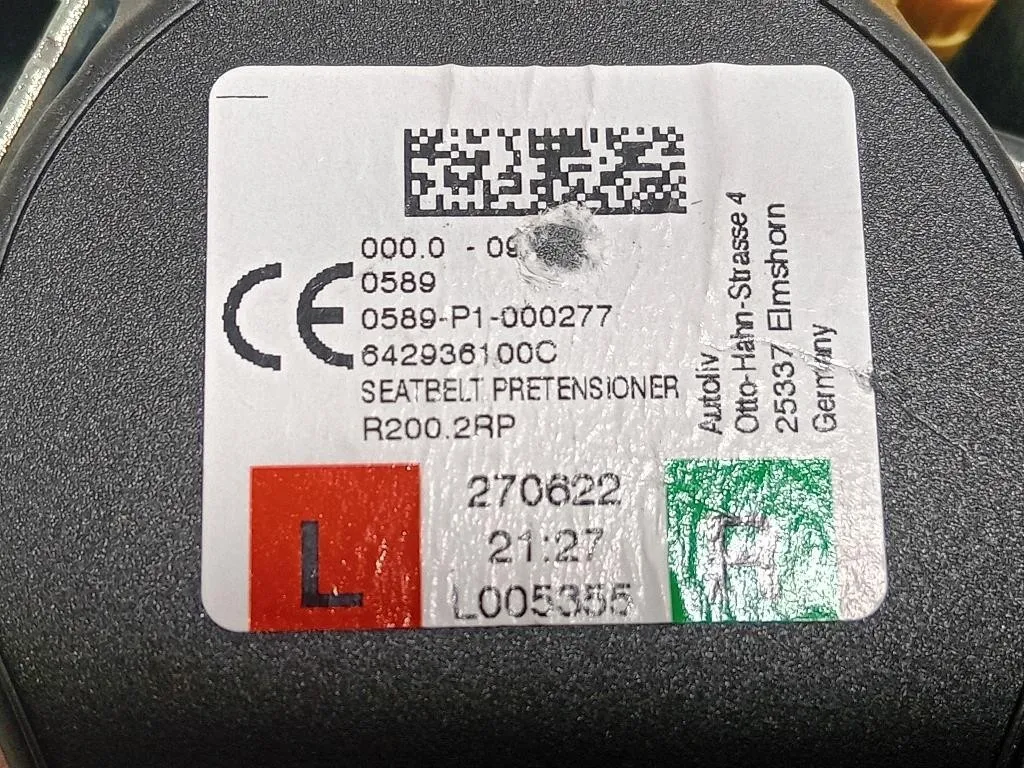 000.0 - 09
CE
0589
0589-P1-000277
642936100C
SEATBELT PRETENSIONER
R200.2RP
Autoliv
Otto-Hahn-Strasse 4
25337 Elmshorn
Germany
L
270622
21:27
L005355
H